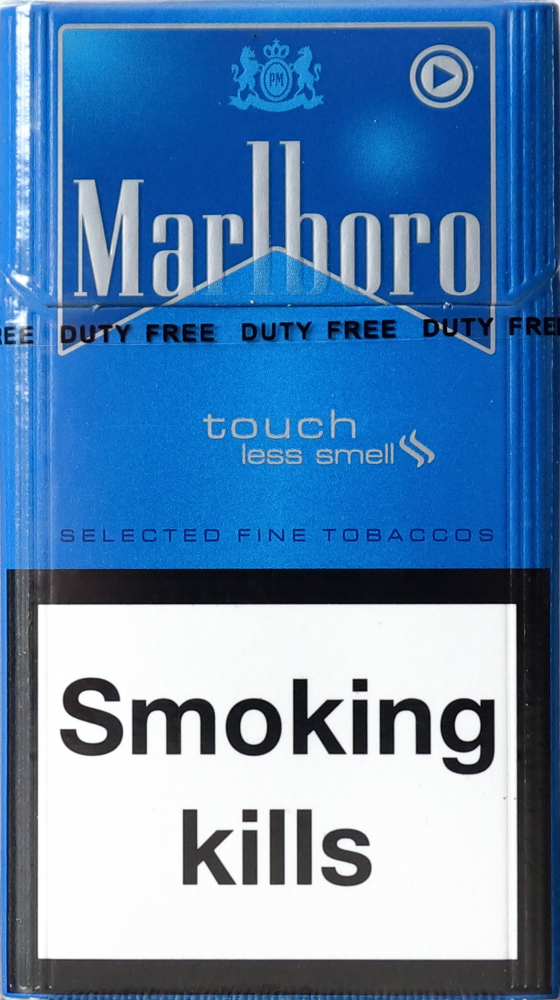 PM
Marlboro
EE DUTY FREE DUTY FREE DUTY FREE
touch
less smell
SELECTED FINE TOBACCOS
Smoking
kills